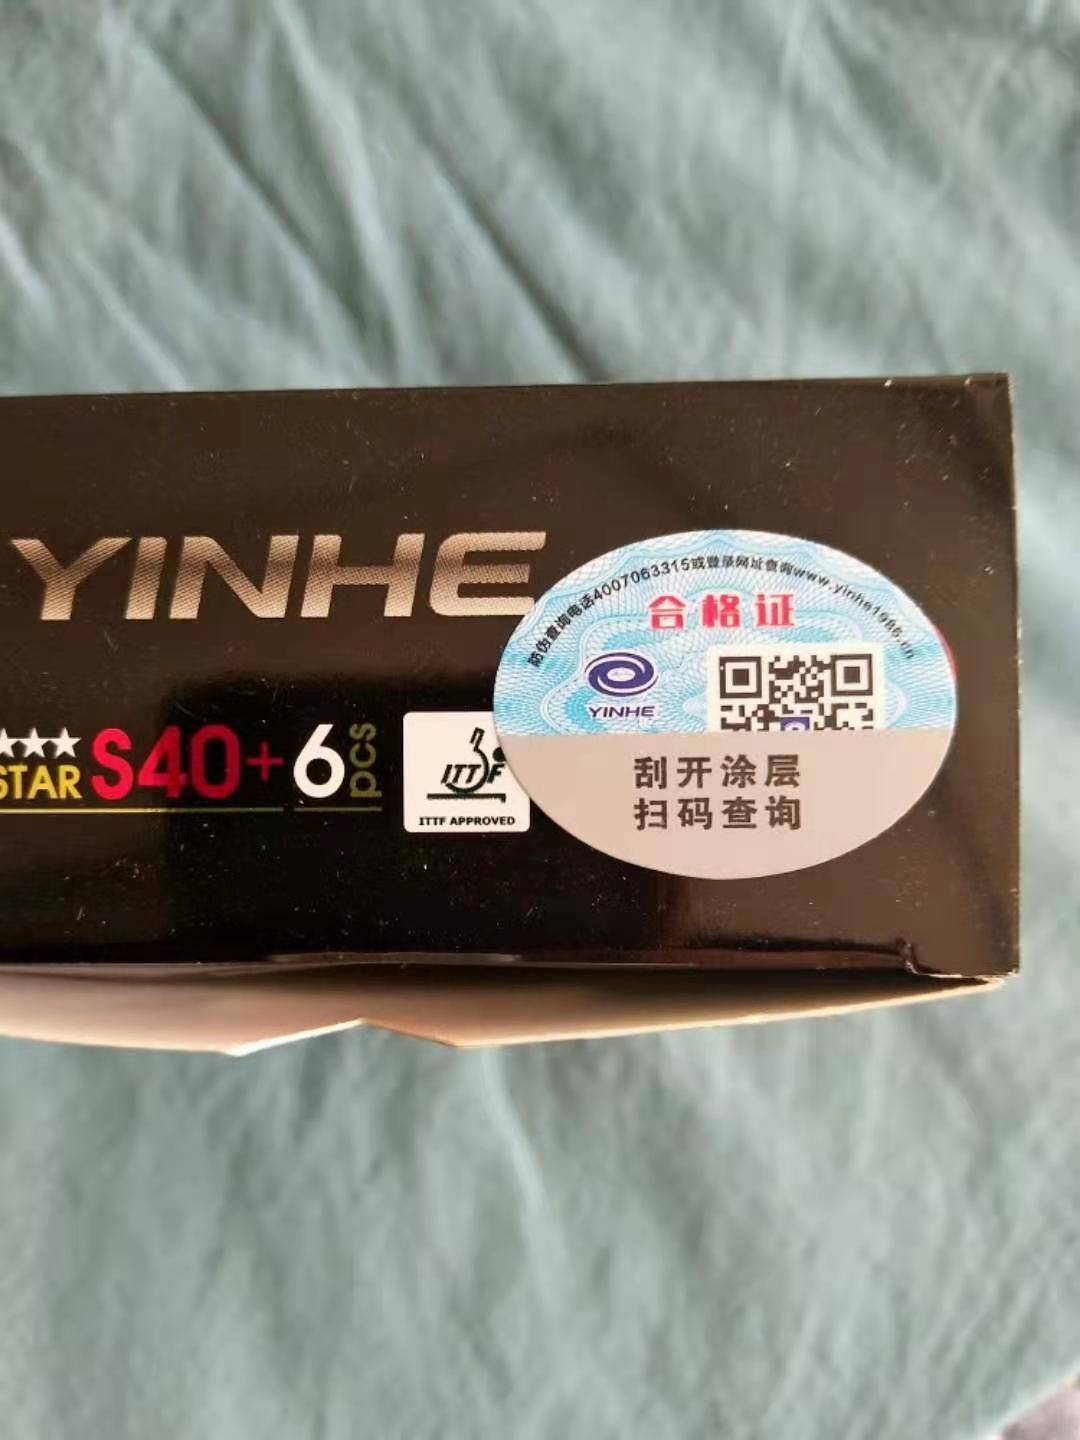 YINHE
防伪查询电话4007063315或登录网址查询www.yinhe1986.cn
合格证
YINHE
刮开涂层
扫码查询
STAR S40+ 6 pcs
ITTF
ITTF APPROVED